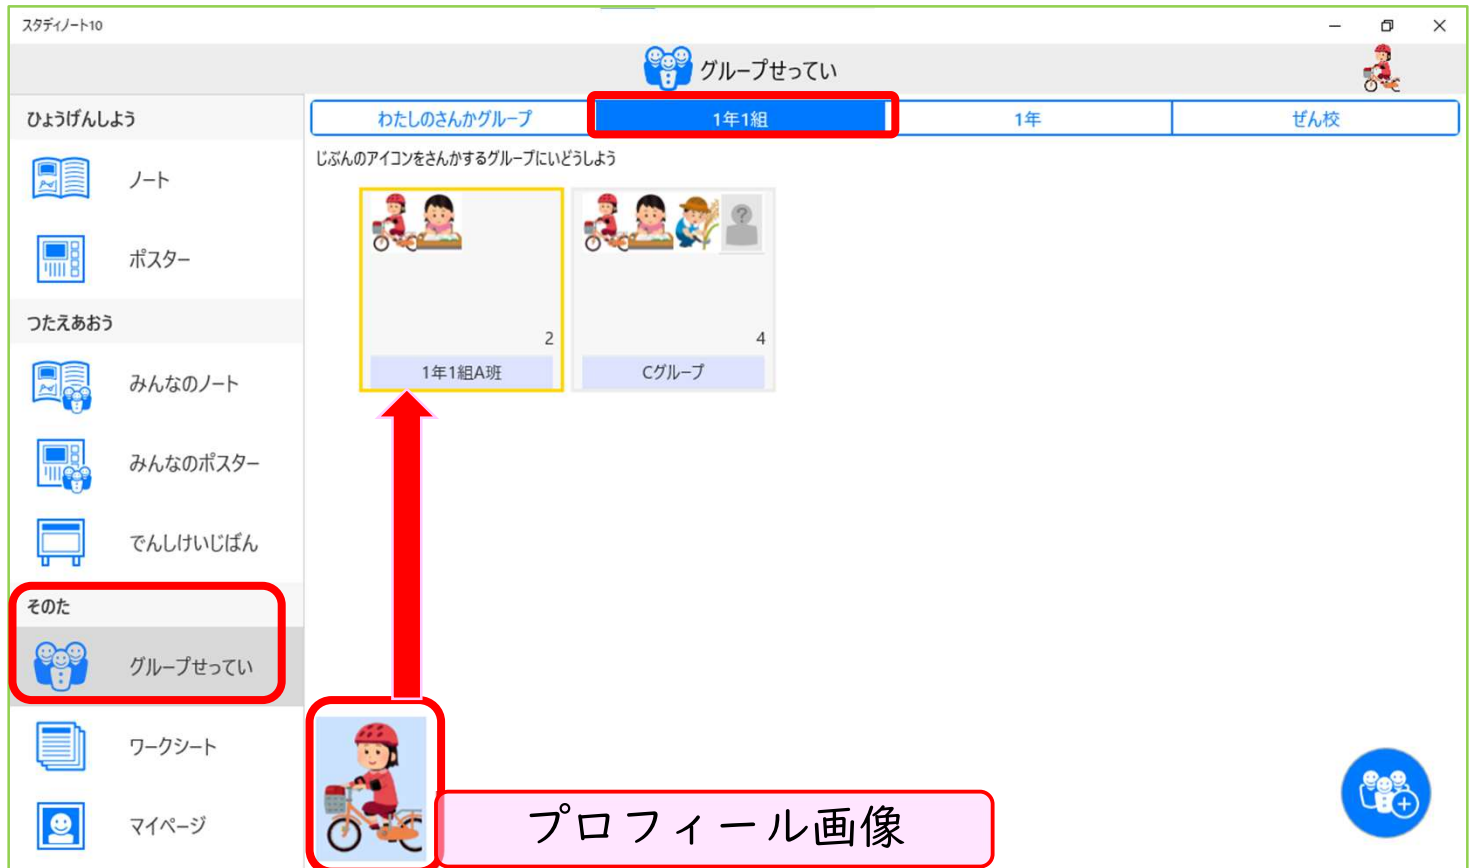 スタディノート10
グループせってい
ひょうげんしよう
ノート
ポスター
つたえあおう
みんなのノート
みんなのポスター
でんしけいじばん
そのた
グループせってい
ワークシート
マイページ
わたしのさんかグループ
1年1組
1年
ぜん校
じぶんのアイコンをさんかするグループにいどうしよう
2
1年1組A班
?
4
Cグループ
プロフィール画像